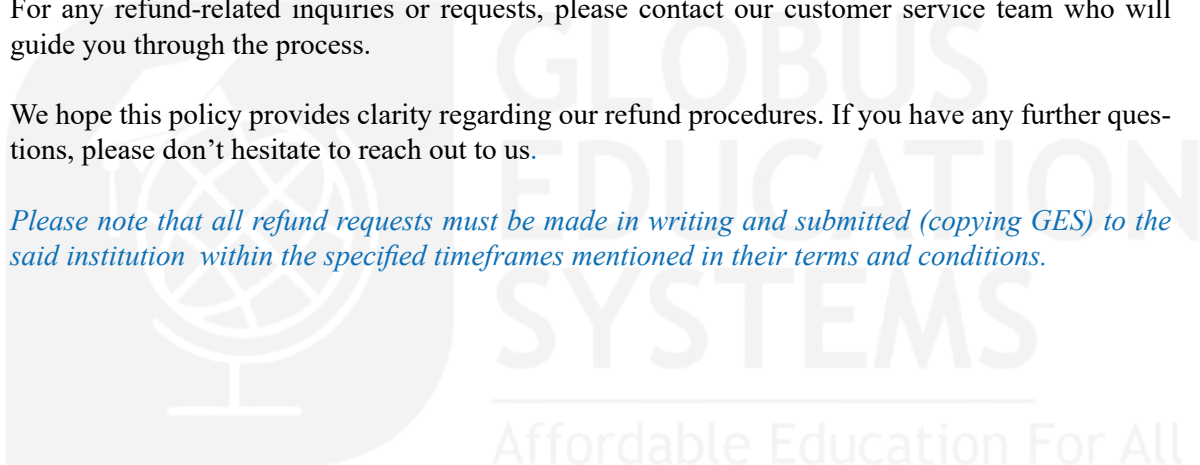 For any refund-related inquiries or requests, please contact our customer service team who will
guide you through the process.
We hope this policy provides clarity regarding our refund procedures. If you have any further ques-
tions, please don’t hesitate to reach out to us.
Please note that all refund requests must be made in writing and submitted (copying GES) to the
said institution  within the specified timeframes mentioned in their terms and conditions.
GLOBUS
EDUCATION
SYSTEMS
Affordable Education For All